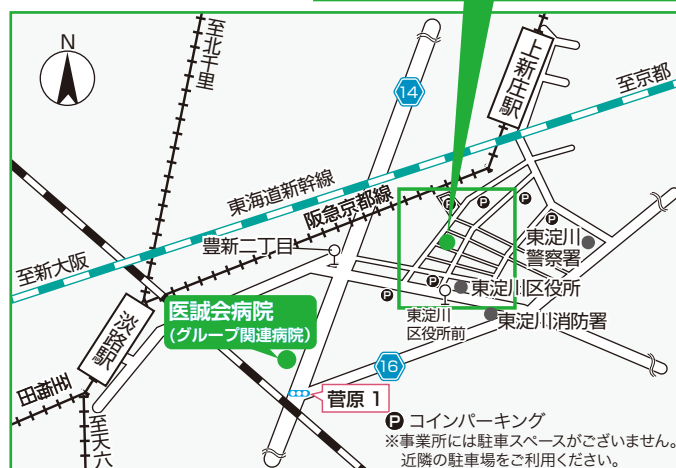 N
至北千里
14
上新庄駅
至京都
東海道新幹線
阪急京都線
豊新二丁目
至新大阪
P
P
P
P
P
P
東淀川
警察署
東淀川区役所
東淀川
区役所前
東淀川消防署
医誠会病院
(グループ関連病院)
淡路駅
16
菅原 1
至梅田
至天六
P コインパーキング
※事業所には駐車スペースがございません。
近隣の駐車場をご利用ください。